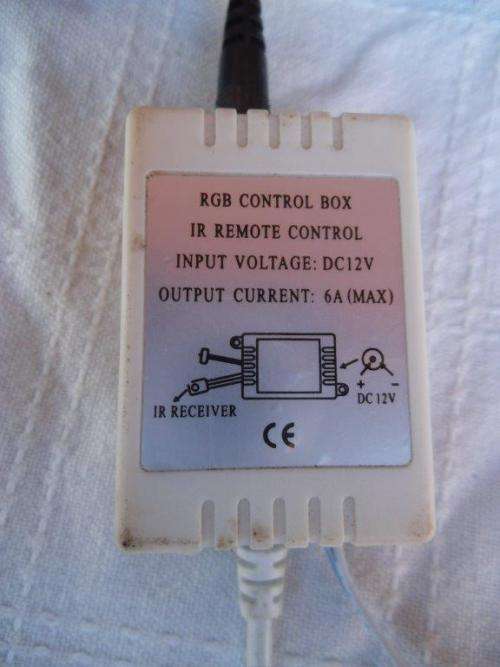 RGB CONTROL BOX
IR REMOTE CONTROL
INPUT VOLTAGE: DC12V
OUTPUT CURRENT: 6A (MAX)
+ −
DC 12V
IR RECEIVER
CE